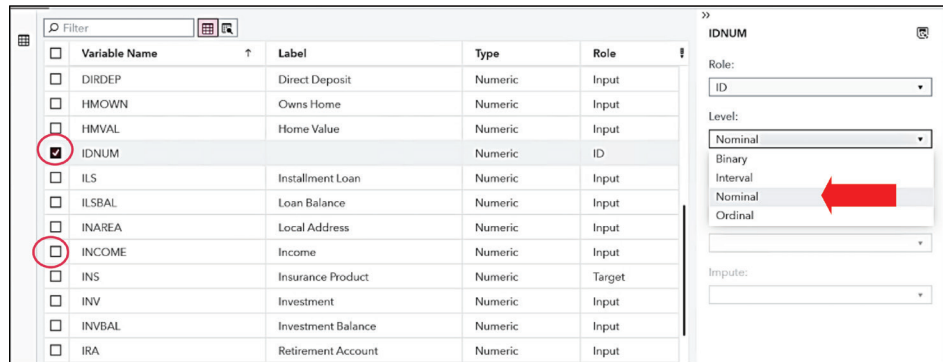 Filter
Variable Name ↑ Label Type Role
DIRDEP Direct Deposit Numeric Input
HMOWN Owns Home Numeric Input
HMVAL Home Value Numeric Input
IDNUM Numeric ID
ILS Installment Loan Numeric Input
ILSBAL Loan Balance Numeric Input
INAREA Local Address Numeric Input
INCOME Income Numeric Input
INS Insurance Product Numeric Target
INV Investment Numeric Input
INVBAL Investment Balance Numeric Input
IRA Retirement Account Numeric Input
»
IDNUM
Role:
ID
Level:
Nominal
Binary
Interval
Nominal
Ordinal
Impute: